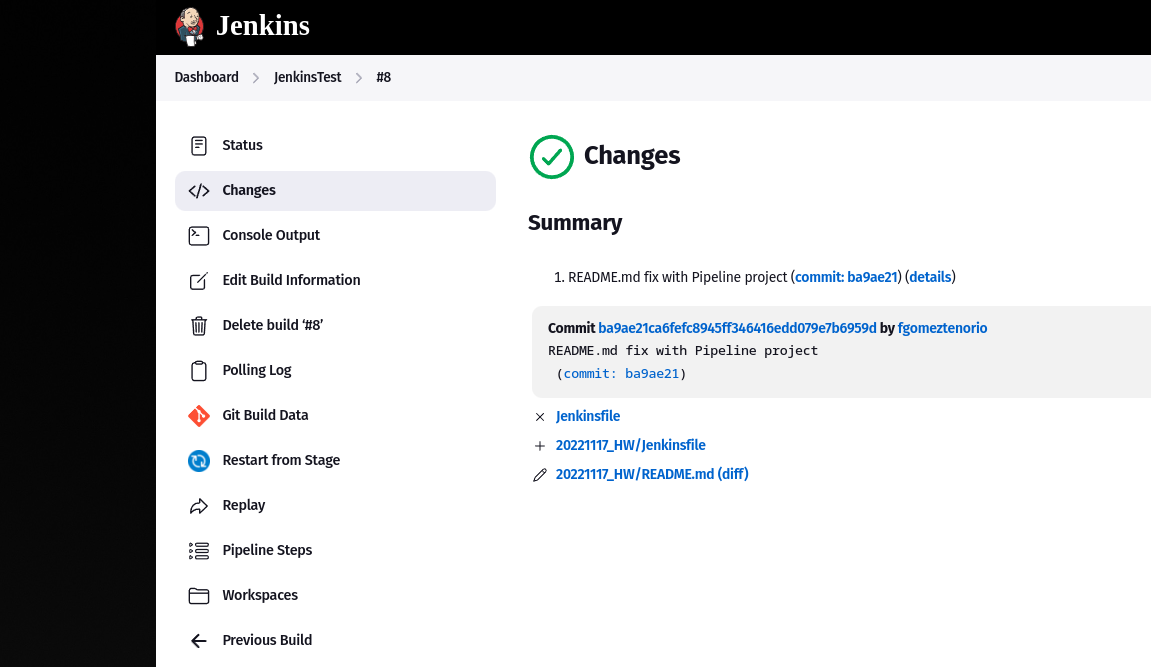 Jenkins
Dashboard > JenkinsTest > #8
Status
Changes
Console Output
Edit Build Information
Delete build ‘#8’
Polling Log
Git Build Data
Restart from Stage
Replay
Pipeline Steps
Workspaces
Previous Build
Changes
Summary
1. README.md fix with Pipeline project (commit: ba9ae21) (details)
Commit ba9ae21ca6fefc8945ff346416edd079e7b6959d by fgomeztenorio
README.md fix with Pipeline project
(commit: ba9ae21)
Jenkinsfile
20221117_HW/Jenkinsfile
20221117_HW/README.md (diff)